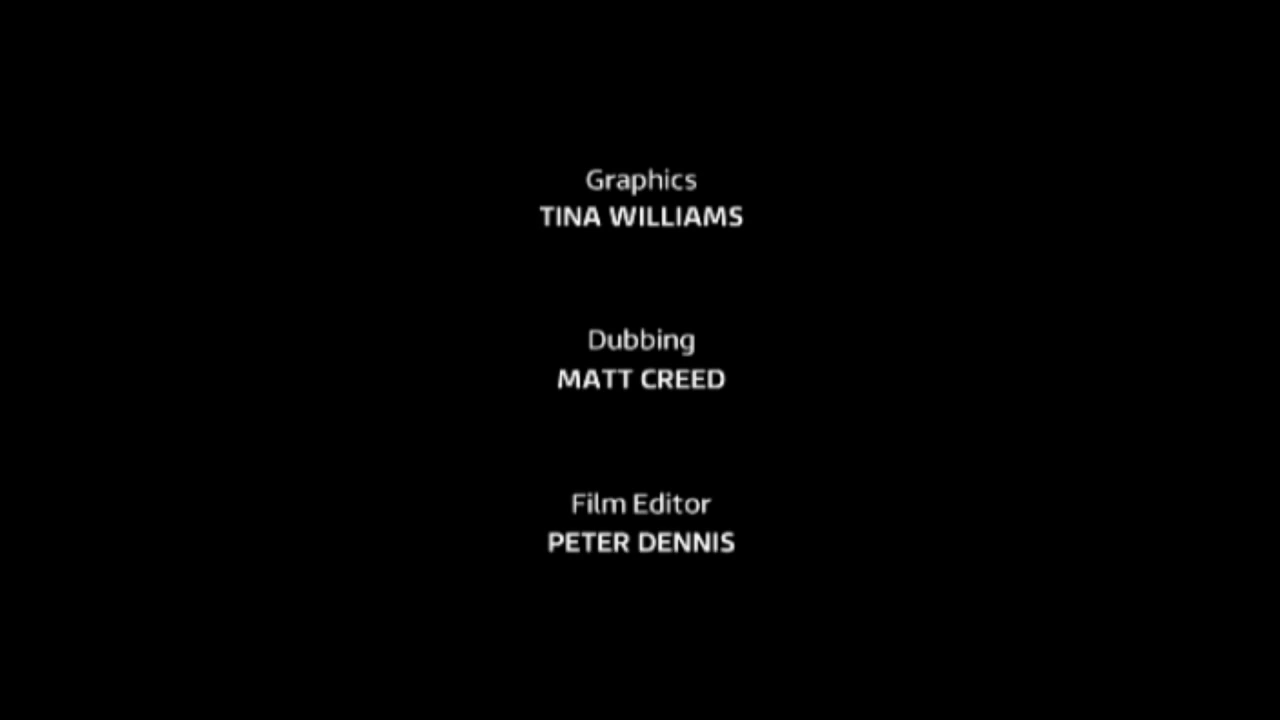 Graphics
TINA WILLIAMS
Dubbing
MATT CREED
Film Editor
PETER DENNIS